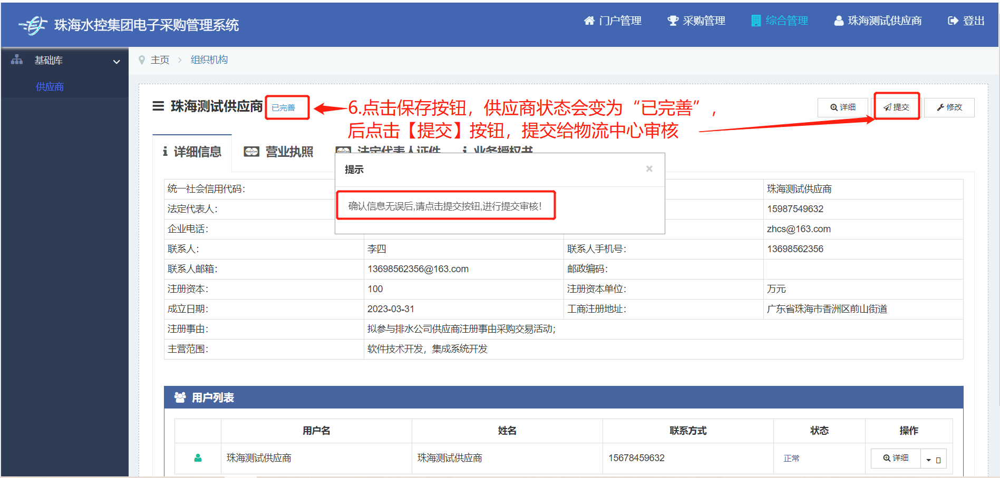 珠海水控集团电子采购管理系统
门户管理
采购管理
综合管理
珠海测试供应商
登出
基础库
供应商
主页 > 组织机构
珠海测试供应商 已完善
6.点击保存按钮，供应商状态会变为“已完善”，
后点击【提交】按钮，提交给物流中心审核
详细
提交
修改
详细信息
营业执照
法定代表人证件
业务授权书
提示 ×
确认信息无误后,请点击提交按钮,进行提交审核!
统一社会信用代码: 珠海测试供应商
法定代表人: 15987549632
企业电话: zhcs@163.com
联系人: 李四 联系人手机号: 13698562356
联系人邮箱: 13698562356@163.com 邮政编码:
注册资本: 100 注册资本单位: 万元
成立日期: 2023-03-31 工商注册地址: 广东省珠海市香洲区前山街道
注册事由: 拟参与排水公司供应商注册事由采购交易活动;
主营范围: 软件技术开发，集成系统开发
用户列表
用户名 姓名 联系方式 状态 操作
珠海测试供应商 珠海测试供应商 15678459632 正常 详细